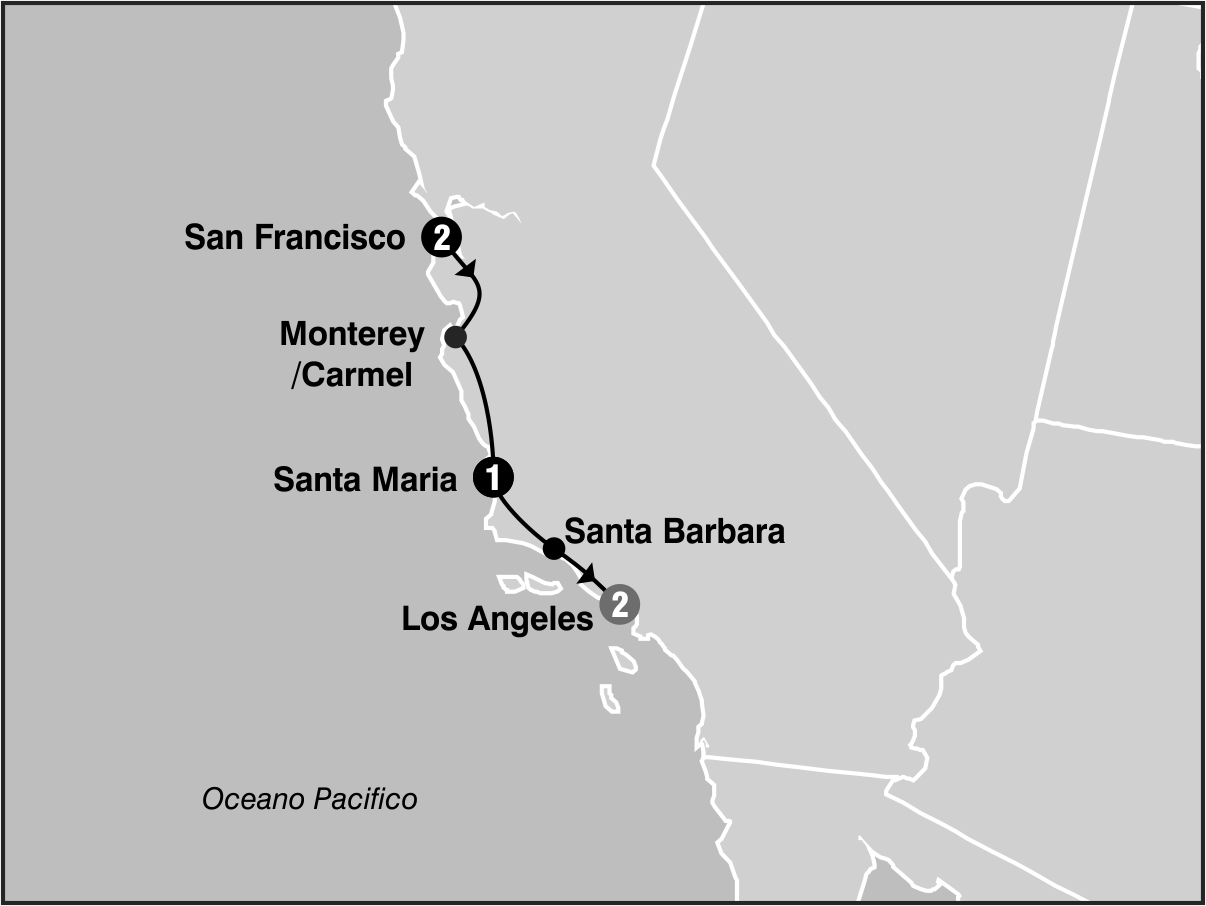 San Francisco 2
Monterey
/Carmel
Santa Maria 1
Santa Barbara
Los Angeles 2
Oceano Pacifico